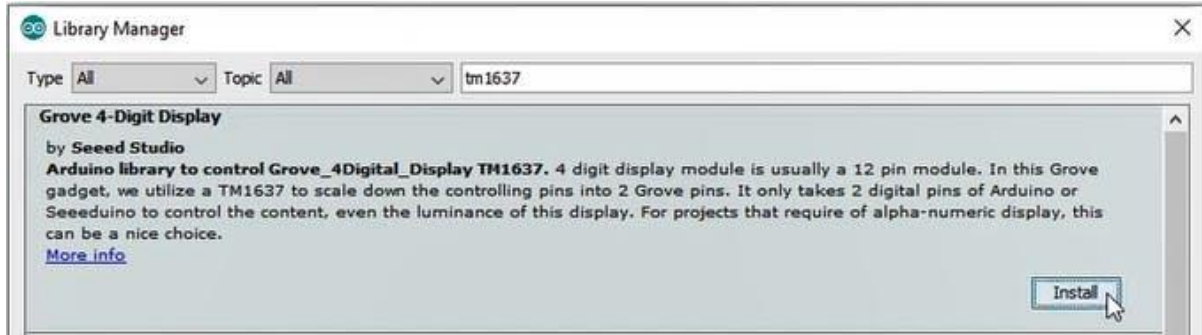 Library Manager
Type All Topic All tm1637
Grove 4-Digit Display
by Seeed Studio
Arduino library to control Grove_4Digital_Display TM1637. 4 digit display module is usually a 12 pin module. In this Grove
gadget, we utilize a TM1637 to scale down the controlling pins into 2 Grove pins. It only takes 2 digital pins of Arduino or
Seeeduino to control the content, even the luminance of this display. For projects that require of alpha-numeric display, this
can be a nice choice.
More info
Install